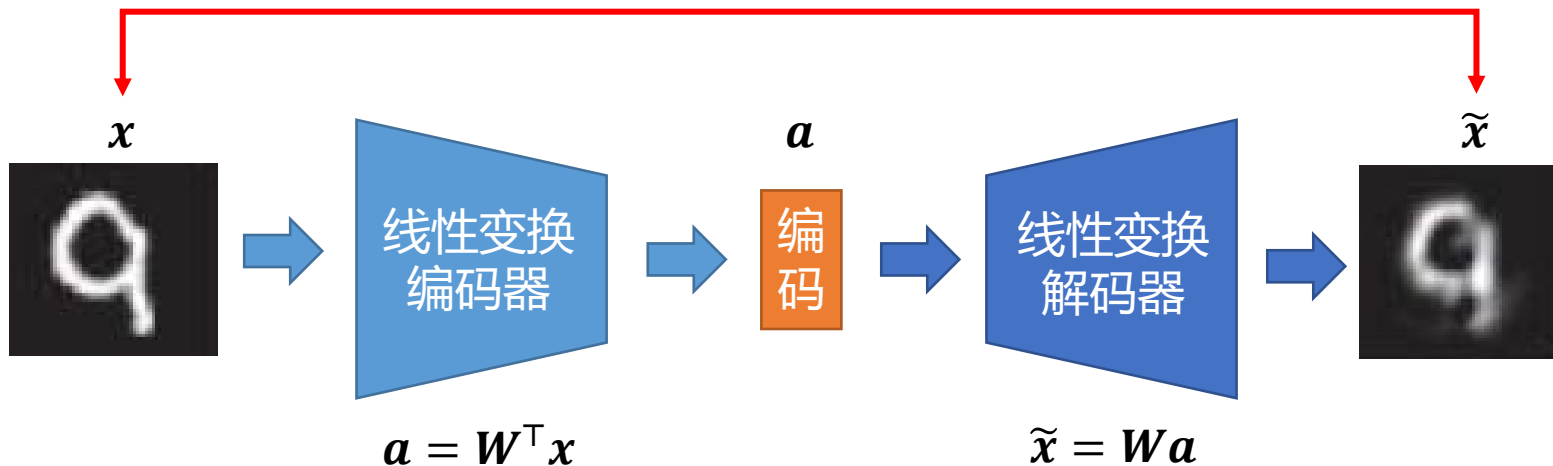 x
a
x̃
线性变换
编码器
编
码
线性变换
解码器
a = W⊤x
x̃ = Wa